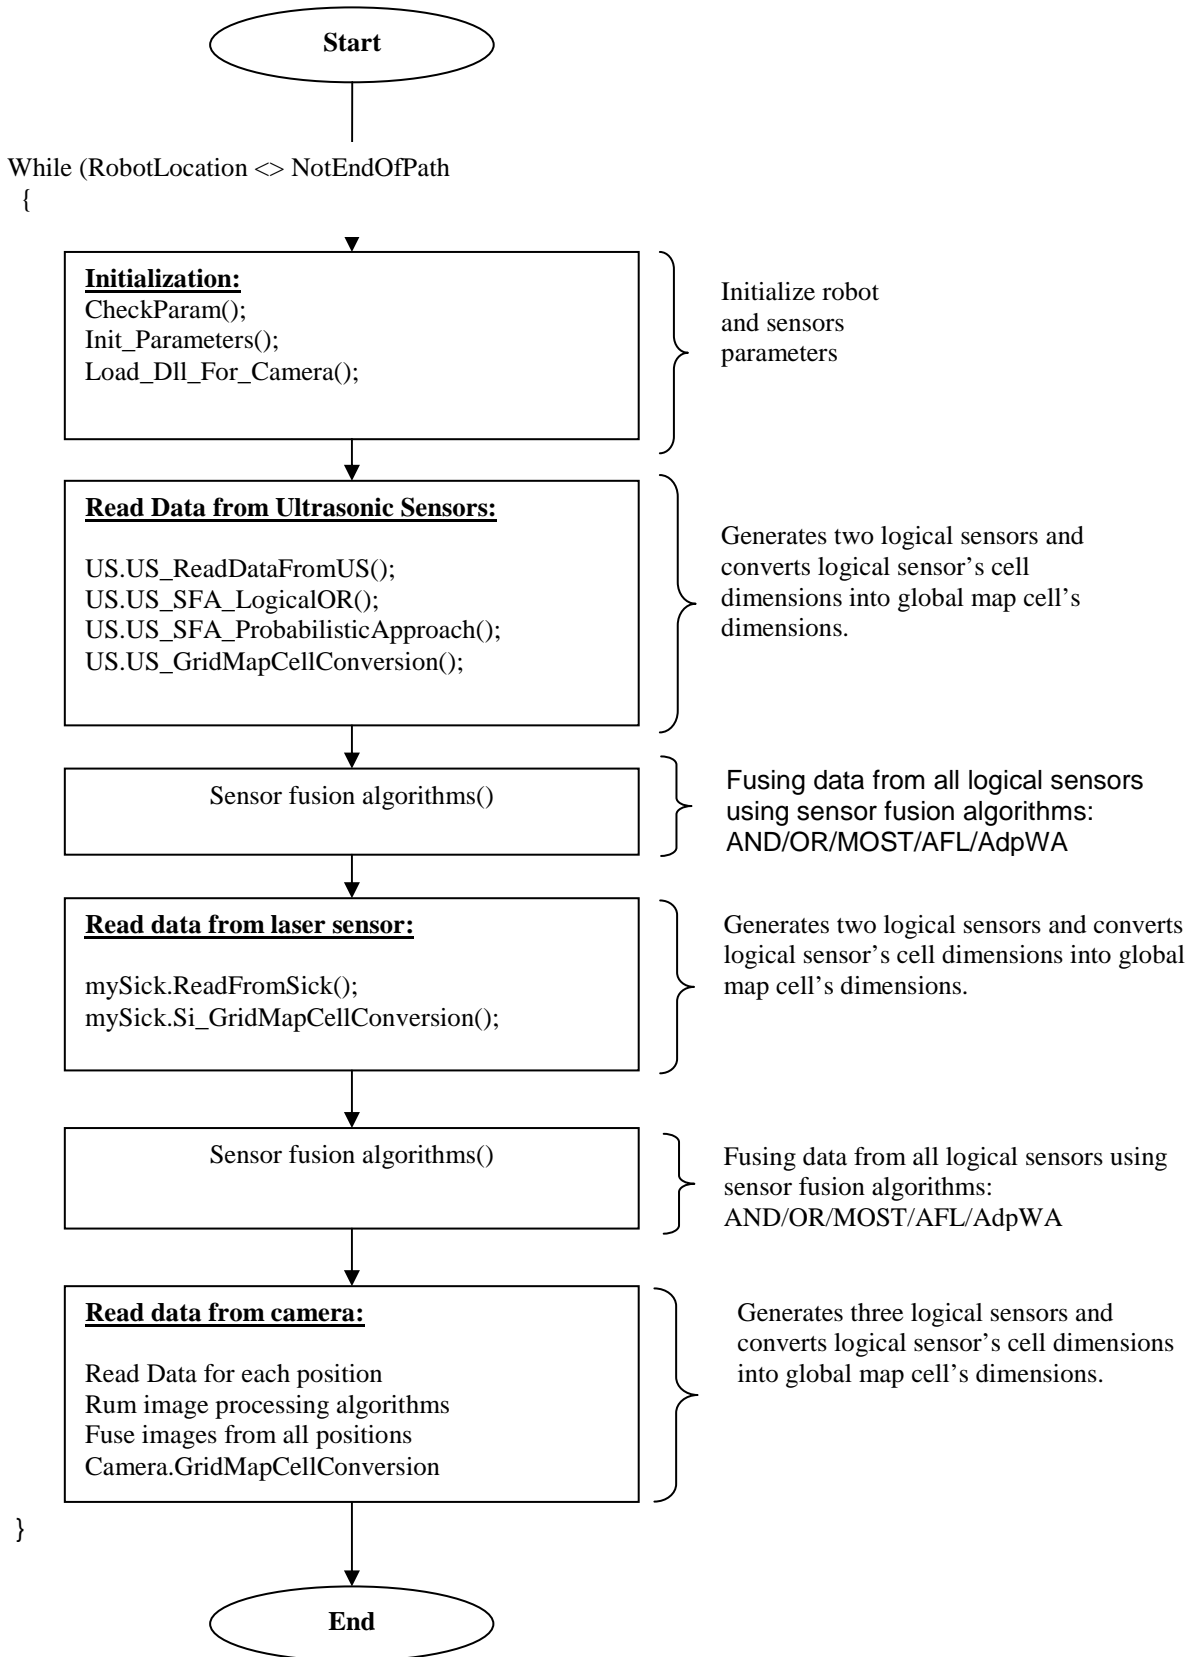 Start
While (RobotLocation <> NotEndOfPath
{
Initialization:
CheckParam();
Init_Parameters();
Load_Dll_For_Camera();
Initialize robot
and sensors
parameters
Read Data from Ultrasonic Sensors:
US.US_ReadDataFromUS();
US.US_SFA_LogicalOR();
US.US_SFA_ProbabilisticApproach();
US.US_GridMapCellConversion();
Generates two logical sensors and
converts logical sensor’s cell
dimensions into global map cell’s
dimensions.
Sensor fusion algorithms()
Fusing data from all logical sensors
using sensor fusion algorithms:
AND/OR/MOST/AFL/AdpWA
Read data from laser sensor:
mySick.ReadFromSick();
mySick.Si_GridMapCellConversion();
Generates two logical sensors and converts
logical sensor’s cell dimensions into global
map cell’s dimensions.
Sensor fusion algorithms()
Fusing data from all logical sensors using
sensor fusion algorithms:
AND/OR/MOST/AFL/AdpWA
Read data from camera:
Read Data for each position
Rum image processing algorithms
Fuse images from all positions
Camera.GridMapCellConversion
Generates three logical sensors and
converts logical sensor’s cell dimensions
into global map cell’s dimensions.
}
End